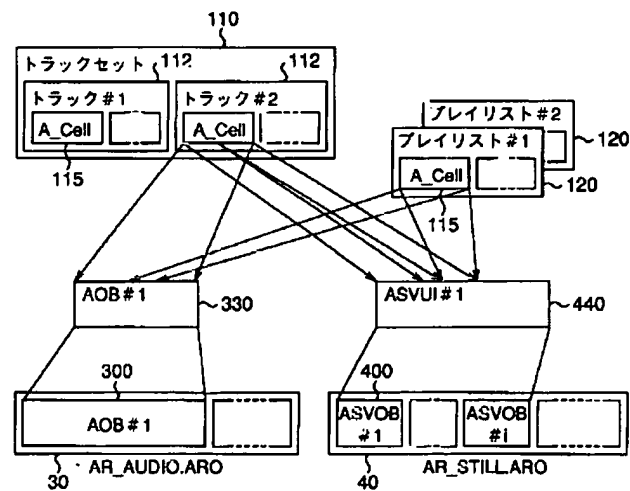 110
トラックセット
112
112
トラック#1
トラック#2
A_Cell
A_Cell
115
プレイリスト#2
120
プレイリスト#1
A_Cell
120
115
AOB#1
330
ASVUI#1
440
300
AOB#1
400
ASVOB
#1
ASVOB
#i
30
AR_AUDIO.ARO
40
AR_STILL.ARO